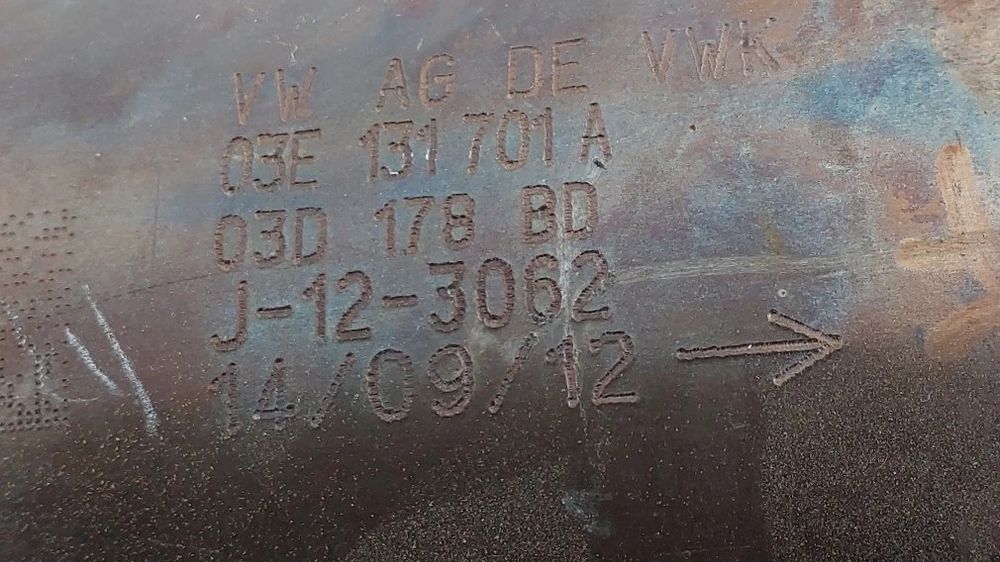 VW AG DE VWK
03E 131 701 A
03D 178 BD
J-12-3062
14/09/12